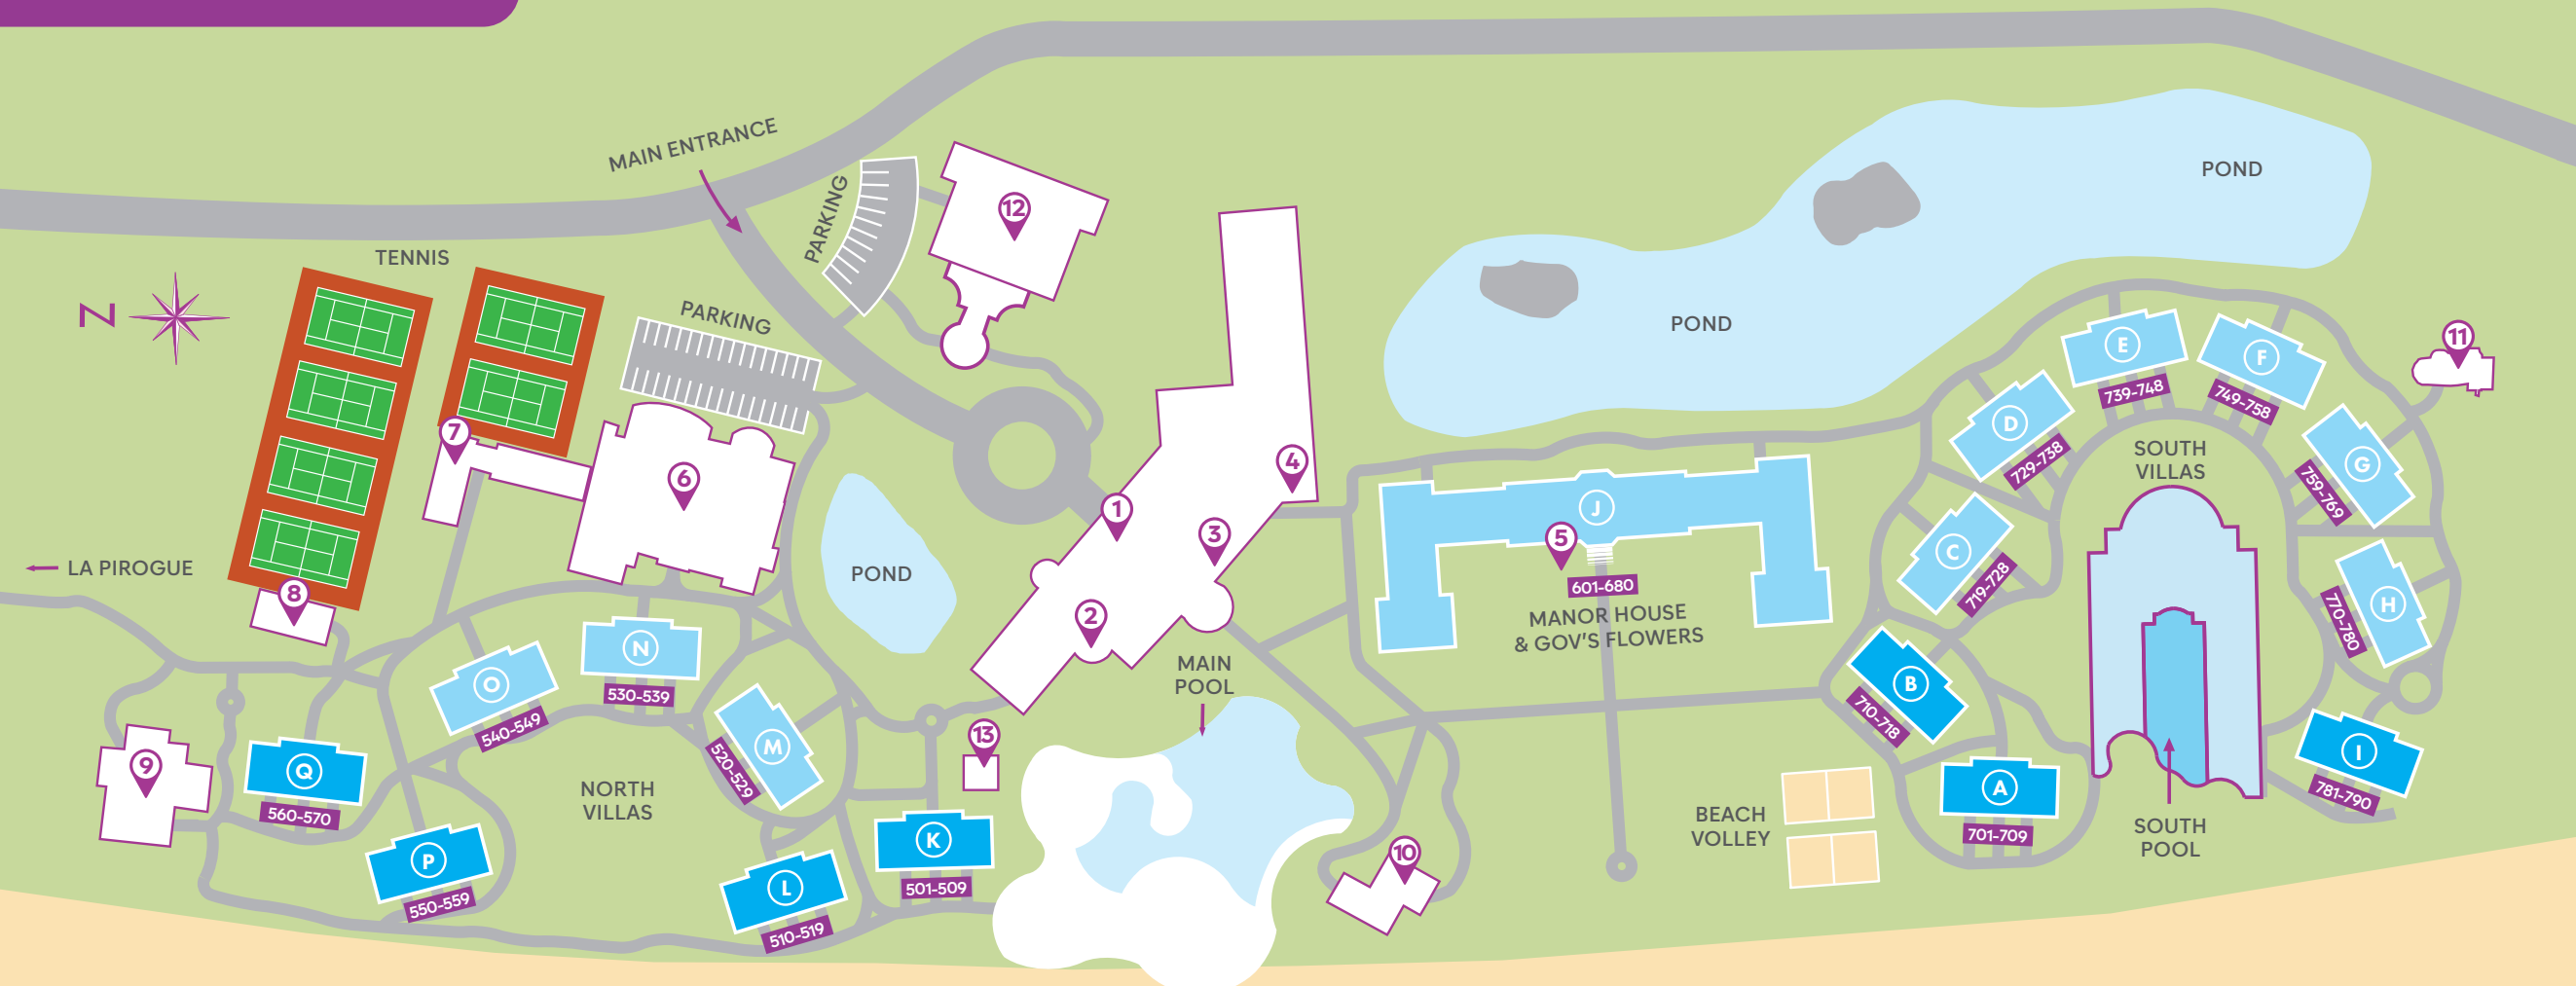 MAIN ENTRANCE
PARKING
12
POND
TENNIS
N
PARKING
POND
11
E
739-748
F
749-758
7
6
4
D
729-738
SOUTH
VILLAS
G
759-769
1
3
J
5
601-680
MANOR HOUSE
& GOV'S FLOWERS
C
719-728
LA PIROGUE
8
POND
2
H
770-780
N
530-539
O
540-549
MAIN
POOL
B
710-718
M
520-529
13
9
Q
560-570
NORTH
VILLAS
I
781-790
A
701-709
BEACH
VOLLEY
SOUTH
POOL
P
550-559
K
501-509
L
510-519
10